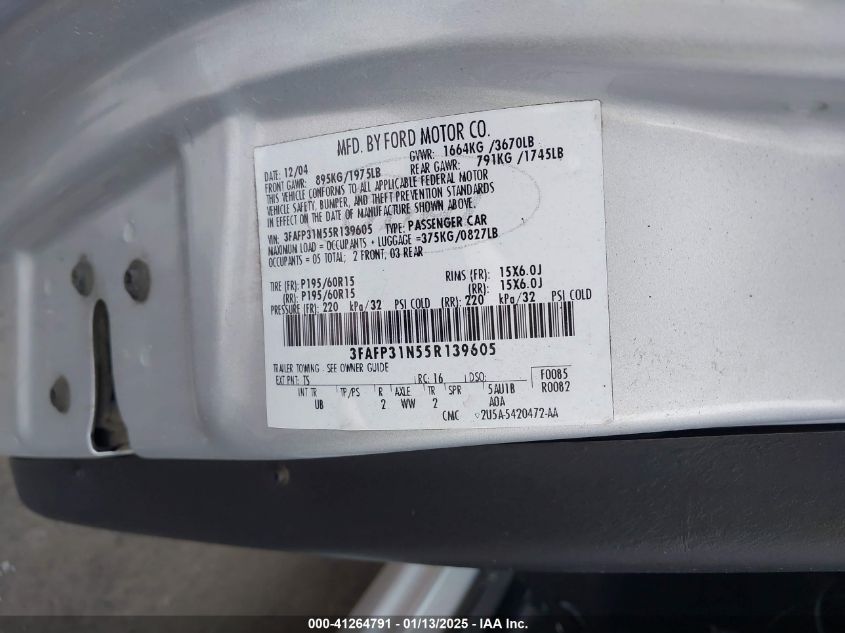 MFD. BY FORD MOTOR CO.
DATE: 12/04 GVWR: 1664KG /3670LB
FRONT GAWR: 895KG/1975LB REAR GAWR: 791KG /1745LB
THIS VEHICLE CONFORMS TO ALL APPLICABLE FEDERAL MOTOR
VEHICLE SAFETY, BUMPER, AND THEFT PREVENTION STANDARDS
IN EFFECT ON THE DATE OF MANUFACTURE SHOWN ABOVE.
VIN: 3FAFP31N55R139605 TYPE: PASSENGER CAR
MAXIMUM LOAD = OCCUPANTS + LUGGAGE =375KG/0827LB
OCCUPANTS = 05 TOTAL; 2 FRONT, 03 REAR
TIRE (FR): P195/60R15 RIMS (FR): 15X6.0J
(RR): P195/60R15 (RR): 15X6.0J
PRESSURE (FR): 220 kPa/32 PSI COLD (RR): 220 kPa/32 PSI COLD
3FAFP31N55R139605
TRAILER TOWING - SEE OWNER GUIDE
EXT PNT: TS RC: 16 DSO: F0085
INT TR TP/PS R AXLE TR SPR 5AU1B R0082
UB 2 WW 2 A0A
CMC 2U5A-5420472-AA
000-41264791 - 01/13/2025 - IAA Inc.